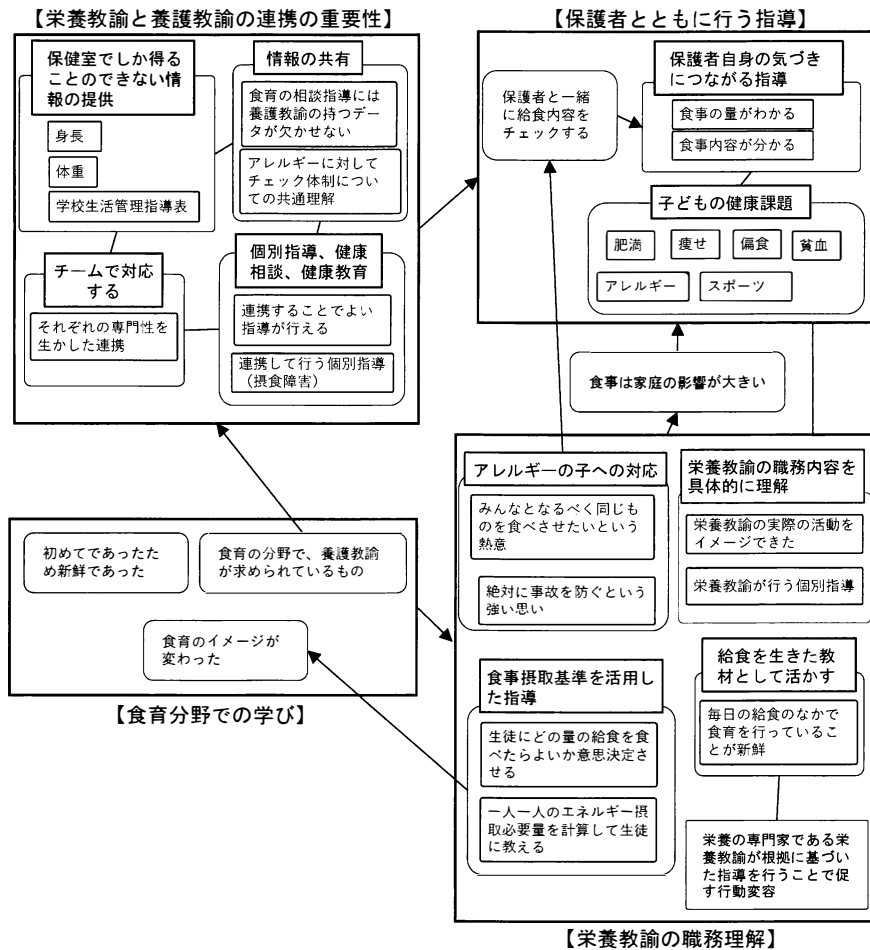 【栄養教諭と養護教諭の連携の重要性】
保健室でしか得る
ことのできない情
報の提供
身長
体重
学校生活管理指導表
情報の共有
食育の相談指導には
養護教諭の持つデー
タが欠かせない
アレルギーに対して
チェック体制につい
ての共通理解
チームで対応
する
それぞれの専門性を
生かした連携
個別指導、健康
相談、健康教育
連携することでよい
指導が行える
連携して行う個別指導
（摂食障害）
【保護者とともに行う指導】
保護者と一緒
に給食内容を
チェックする
保護者自身の気づき
につながる指導
食事の量がわかる
食事内容が分かる
子どもの健康課題
肥満
痩せ
偏食
貧血
アレルギー
スポーツ
食事は家庭の影響が大きい
初めてであったた
め新鮮であった
食育の分野で、養護教諭
が求められているもの
食育のイメージが
変わった
【食育分野での学び】
アレルギーの子への対応
みんなとなるべく同じも
のを食べさせたいという
熱意
絶対に事故を防ぐという
強い思い
栄養教諭の職務内容を
具体的に理解
栄養教諭の実際の活動を
イメージできた
栄養教諭が行う個別指導
食事摂取基準を活用し
た指導
生徒にどの量の給食を食
べたらよいか意思決定さ
せる
一人一人のエネルギー摂
取必要量を計算して生徒
に教える
給食を生きた教
材として活かす
毎日の給食のなかで
食育を行っているこ
とが新鮮
栄養の専門家である栄
養教諭が根拠に基づい
た指導を行うことで促
す行動変容
【栄養教諭の職務理解】